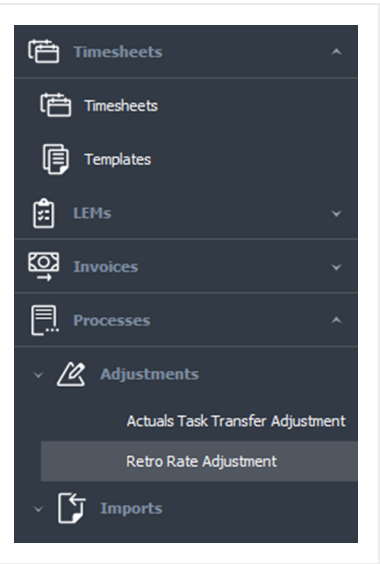 Timesheets
Timesheets
Templates
LEMs
Invoices
Processes
Adjustments
Actuals Task Transfer Adjustment
Retro Rate Adjustment
Imports